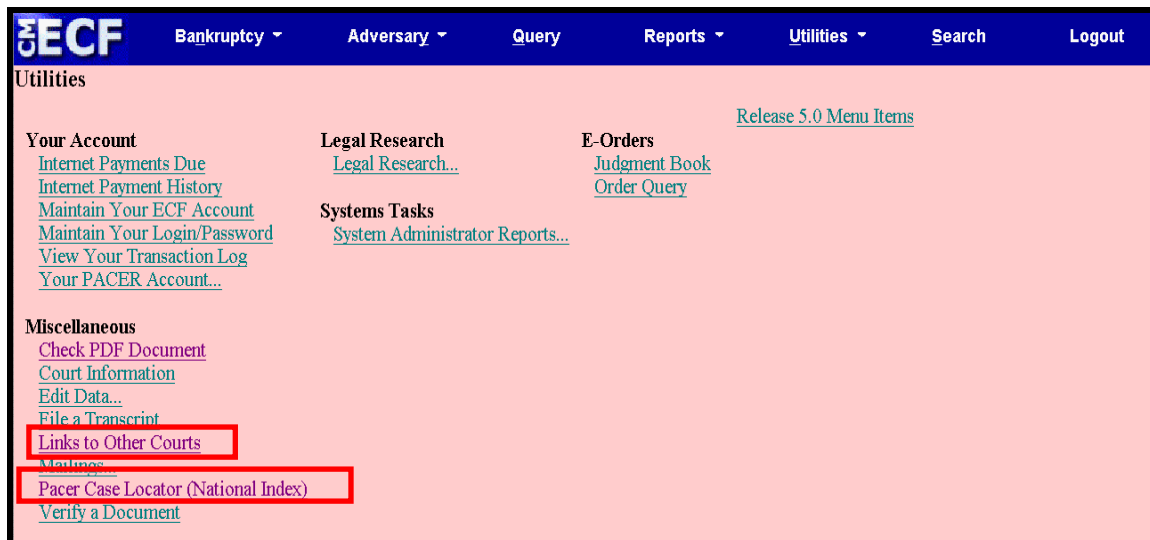 CM ECF Bankruptcy Adversary Query Reports Utilities Search Logout
Utilities
Release 5.0 Menu Items
Your Account
Internet Payments Due
Internet Payment History
Maintain Your ECF Account
Maintain Your Login/Password
View Your Transaction Log
Your PACER Account...
Legal Research
Legal Research...
Systems Tasks
System Administrator Reports...
E-Orders
Judgment Book
Order Query
Miscellaneous
Check PDF Document
Court Information
Edit Data...
File a Transcript
Links to Other Courts
Mailings...
Pacer Case Locator (National Index)
Verify a Document